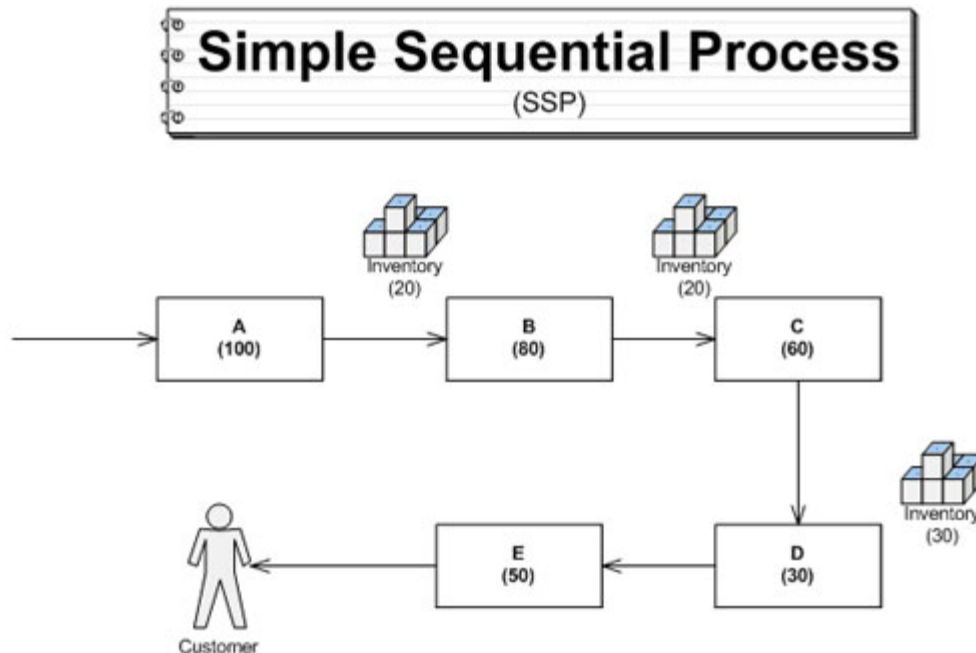 Simple Sequential Process
(SSP)
Inventory
(20)
Inventory
(20)
A
(100)
B
(80)
C
(60)
Inventory
(30)
E
(50)
D
(30)
Customer